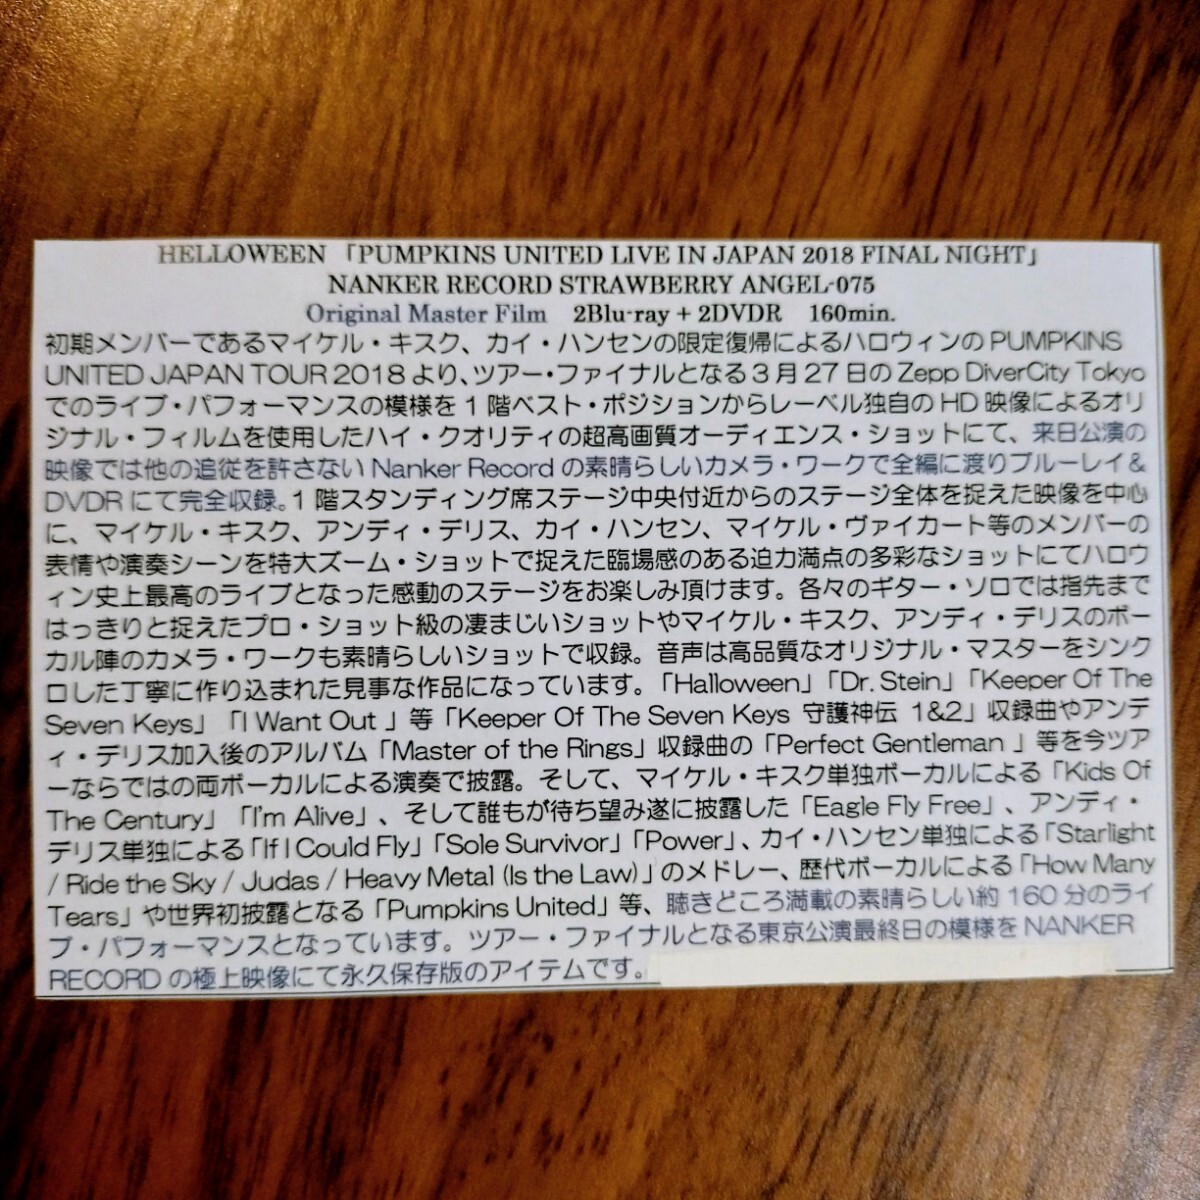 HELLOWEEN 「PUMPKINS UNITED LIVE IN JAPAN 2018 FINAL NIGHT」
NANKER RECORD STRAWBERRY ANGEL-075
Original Master Film 2Blu-ray + 2DVDR 160min.
初期メンバーであるマイケル・キスク、カイ・ハンセンの限定復帰によるハロウィンの PUMPKINS
UNITED JAPAN TOUR 2018 より、ツアー・ファイナルとなる 3 月 27 日の Zepp DiverCity Tokyo
でのライブ・パフォーマンスの模様を 1 階ベスト・ポジションからレーベル独自の HD 映像によるオリ
ジナル・フィルムを使用したハイ・クオリティの超高画質オーディエンス・ショットにて、来日公演の
映像では他の追従を許さない Nanker Record の素晴らしいカメラ・ワークで全編に渡りブルーレイ&
DVDR にて完全収録。1 階スタンディング席ステージ中央付近からのステージ全体を捉えた映像を中心
に、マイケル・キスク、アンディ・デリス、カイ・ハンセン、マイケル・ヴァイカート等のメンバーの
表情や演奏シーンを特大ズーム・ショットで捉えた臨場感のある迫力満点の多彩なショットにてハロウ
ィン史上最高のライブとなった感動のステージをお楽しみ頂けます。各々のギター・ソロでは指先まで
はっきりと捉えたプロ・ショット級の凄まじいショットやマイケル・キスク、アンディ・デリスのボー
カル陣のカメラ・ワークも素晴らしいショットで収録。音声は高品質なオリジナル・マスターをシンク
ロした丁寧に作り込まれた見事な作品になっています。「Halloween」「Dr. Stein」「Keeper Of The
Seven Keys」「I Want Out 」等「Keeper Of The Seven Keys 守護神伝 1&2」収録曲やアンデ
ィ・デリス加入後のアルバム「Master of the Rings」収録曲の「Perfect Gentleman 」等を今ツア
ーならではの両ボーカルによる演奏で披露。そして、マイケル・キスク単独ボーカルによる「Kids Of
The Century」「I'm Alive」、そして誰もが待ち望み遂に披露した「Eagle Fly Free」、アンディ・
デリス単独による「If I Could Fly」「Sole Survivor」「Power」、カイ・ハンセン単独による「Starlight
/ Ride the Sky / Judas / Heavy Metal (Is the Law)」のメドレー、歴代ボーカルによる「How Many
Tears」や世界初披露となる「Pumpkins United」等、聴きどころ満載の素晴らしい約 160 分のライ
ブ・パフォーマンスとなっています。ツアー・ファイナルとなる東京公演最終日の模様を NANKER
RECORD の極上映像にて永久保存版のアイテムです。